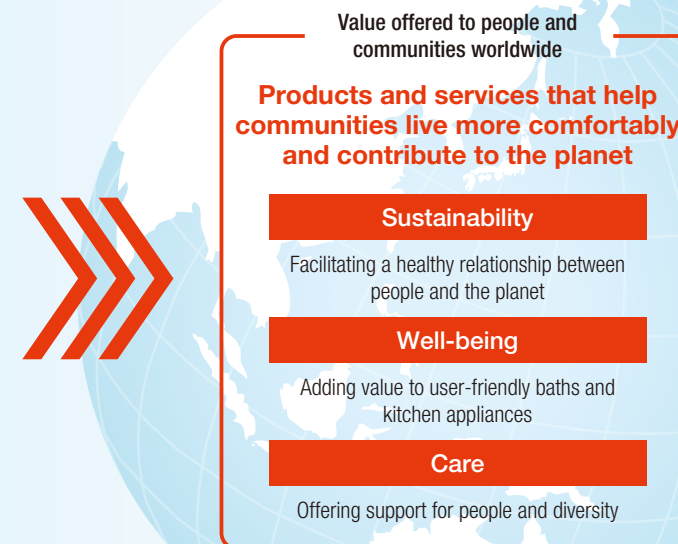 Value offered to people and
communities worldwide
Products and services that help
communities live more comfortably
and contribute to the planet
Sustainability
Facilitating a healthy relationship between
people and the planet
Well-being
Adding value to user-friendly baths and
kitchen appliances
Care
Offering support for people and diversity